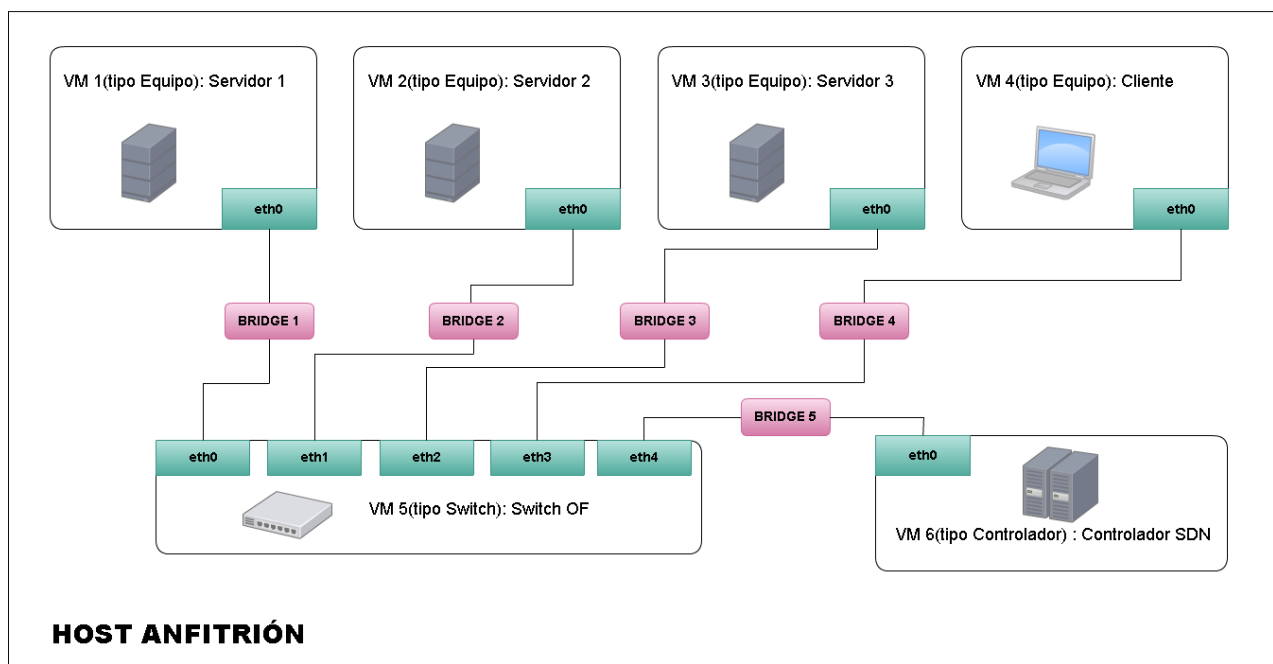 VM 1(tipo Equipo): Servidor 1
VM 2(tipo Equipo): Servidor 2
VM 3(tipo Equipo): Servidor 3
VM 4(tipo Equipo): Cliente
eth0
eth0
eth0
eth0
BRIDGE 1
BRIDGE 2
BRIDGE 3
BRIDGE 4
BRIDGE 5
eth0
eth1
eth2
eth3
eth4
eth0
VM 5(tipo Switch): Switch OF
VM 6(tipo Controlador) : Controlador SDN
HOST ANFITRIÓN